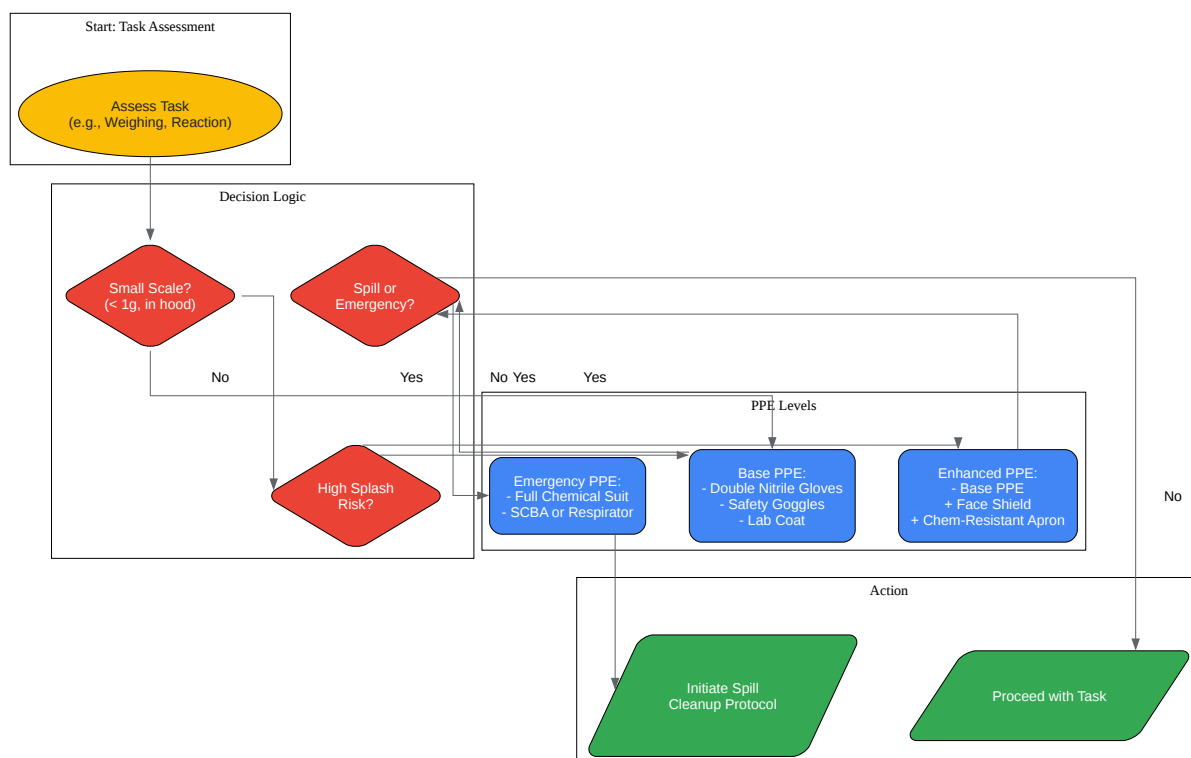 Start: Task Assessment
Assess Task
(e.g., Weighing, Reaction)
Decision Logic
Small Scale?
(< 1g, in hood)
Spill or
Emergency?
No
Yes
No
Yes
Yes
PPE Levels
High Splash
Risk?
Emergency PPE:
- Full Chemical Suit
- SCBA or Respirator
Base PPE:
- Double Nitrile Gloves
- Safety Goggles
- Lab Coat
Enhanced PPE:
- Base PPE
+ Face Shield
+ Chem-Resistant Apron
No
Action
Initiate Spill
Cleanup Protocol
Proceed with Task